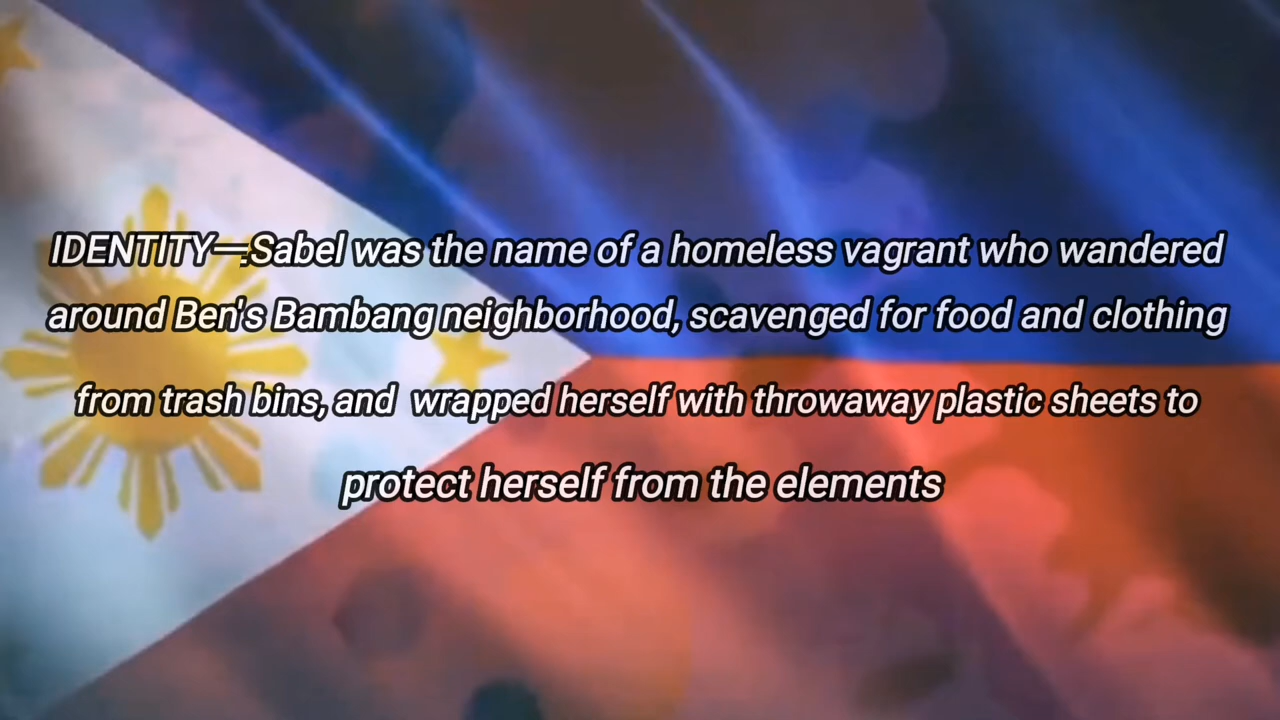 IDENTITY—.Sabel was the name of a homeless vagrant who wandered
around Ben's Bambang neighborhood, scavenged for food and clothing
from trash bins, and  wrapped herself with throwaway plastic sheets to
protect herself from the elements